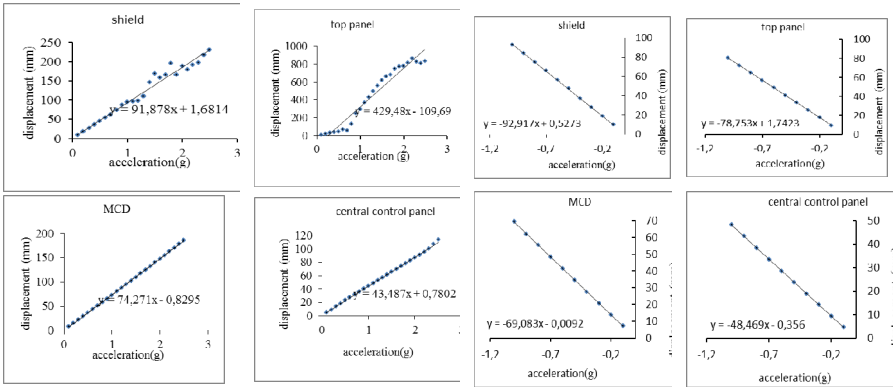 shield
displacement (mm)
250
200
150
100
50
0
0
1
2
3
y = 91,878x + 1,6814
acceleration(g)
top panel
displacement (mm)
1000
800
600
400
200
0
0
1
2
3
= 429,48x - 109,69
acceleration (g)
shield
displacement (mm)
100
80
60
40
20
0
y = -92,917x + 0,5273
-1,2
-0,7
-0,2
acceleration(g)
top panel
displacement (mm)
100
80
60
40
20
0
y = -78,753x + 1,7423
-1,2
-0,7
-0,2
acceleration(g)
MCD
displacement (mm)
200
150
100
50
0
0
1
2
3
y = 74,271x - 0,8295
acceleration(g)
central control panel
displacement (mm)
120
100
80
60
40
20
0
0
1
2
3
y = 43,487x + 0,7802
acceleration(g)
MCD
70
60
50
40
30
20
10
0
y = -69,083x - 0,0092
-1,2
-0,7
-0,2
acceleration(g)
central control panel
50
40
30
20
10
0
y = -48,469x - 0,356
-1,2
-0,7
-0,2
acceleration(g)